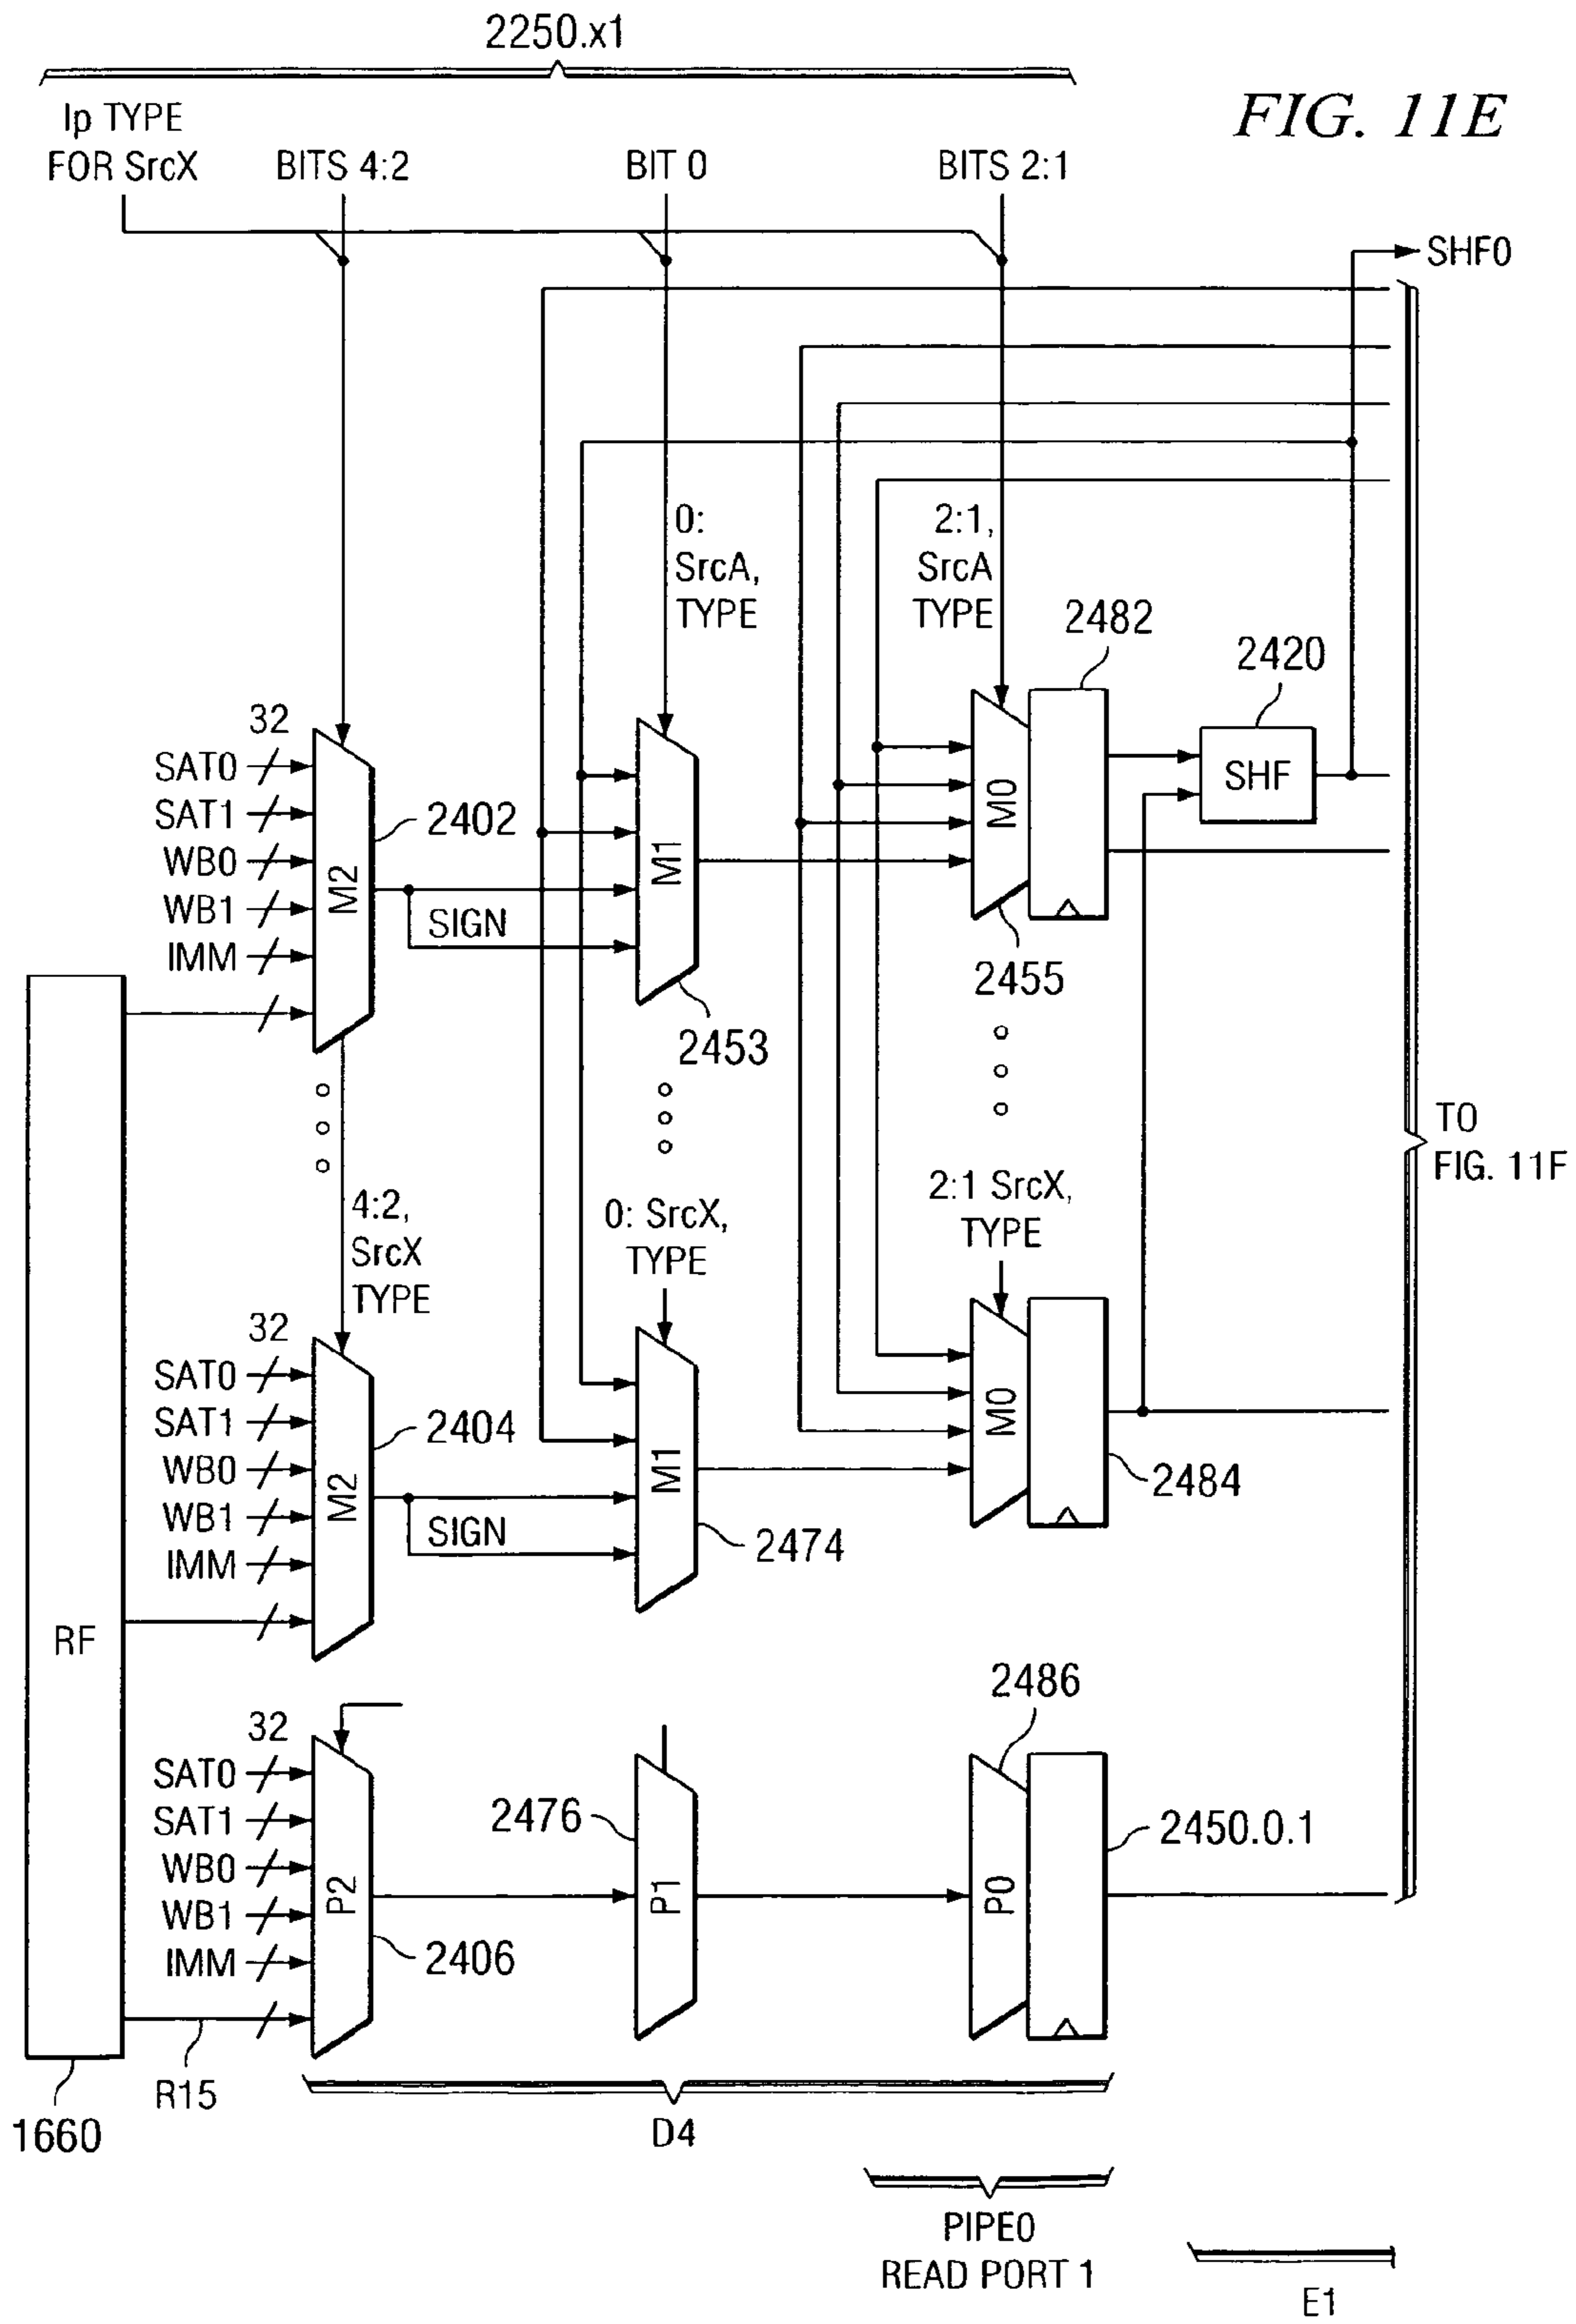 2250.x1
FIG. 11E
Ip TYPE
FOR SrcX
BITS 4:2
BIT 0
BITS 2:1
SHF0
0:
SrcA,
TYPE
2:1,
SrcA
TYPE
2482
2420
32
SAT0
SAT1
WB0
WB1
IMM
M2
2402
SIGN
M1
2453
M0
SHF
2455
TO
FIG. 11F
4:2,
SrcX
TYPE
0: SrcX,
TYPE
2:1 SrcX,
TYPE
32
SAT0
SAT1
WB0
WB1
IMM
M2
2404
SIGN
M1
2474
M0
2484
RF
2486
32
SAT0
SAT1
WB0
WB1
IMM
P2
2406
2476
P1
P0
2450.0.1
R15
1660
D4
PIPE0
READ PORT 1
E1